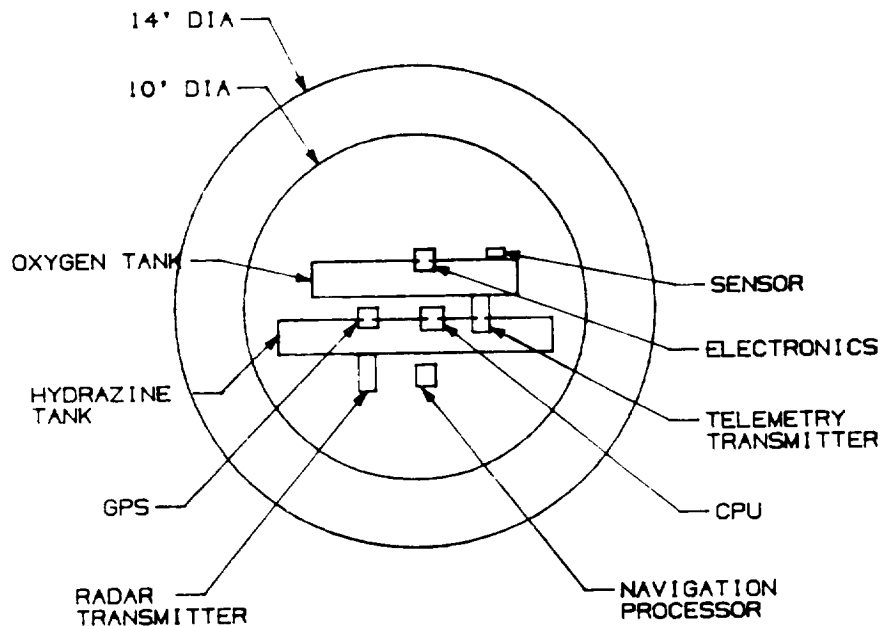 14' DIA
10' DIA
OXYGEN TANK
SENSOR
ELECTRONICS
HYDRAZINE
TANK
TELEMETRY
TRANSMITTER
GPS
CPU
RADAR
TRANSMITTER
NAVIGATION
PROCESSOR